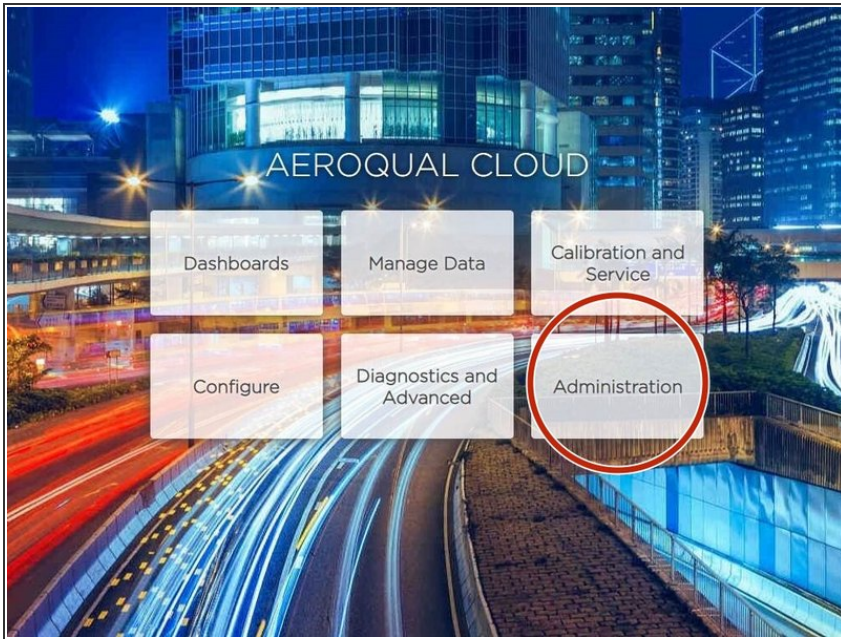 AEROQUAL CLOUD
Dashboards
Manage Data
Calibration and
Service
Configure
Diagnostics and
Advanced
Administration